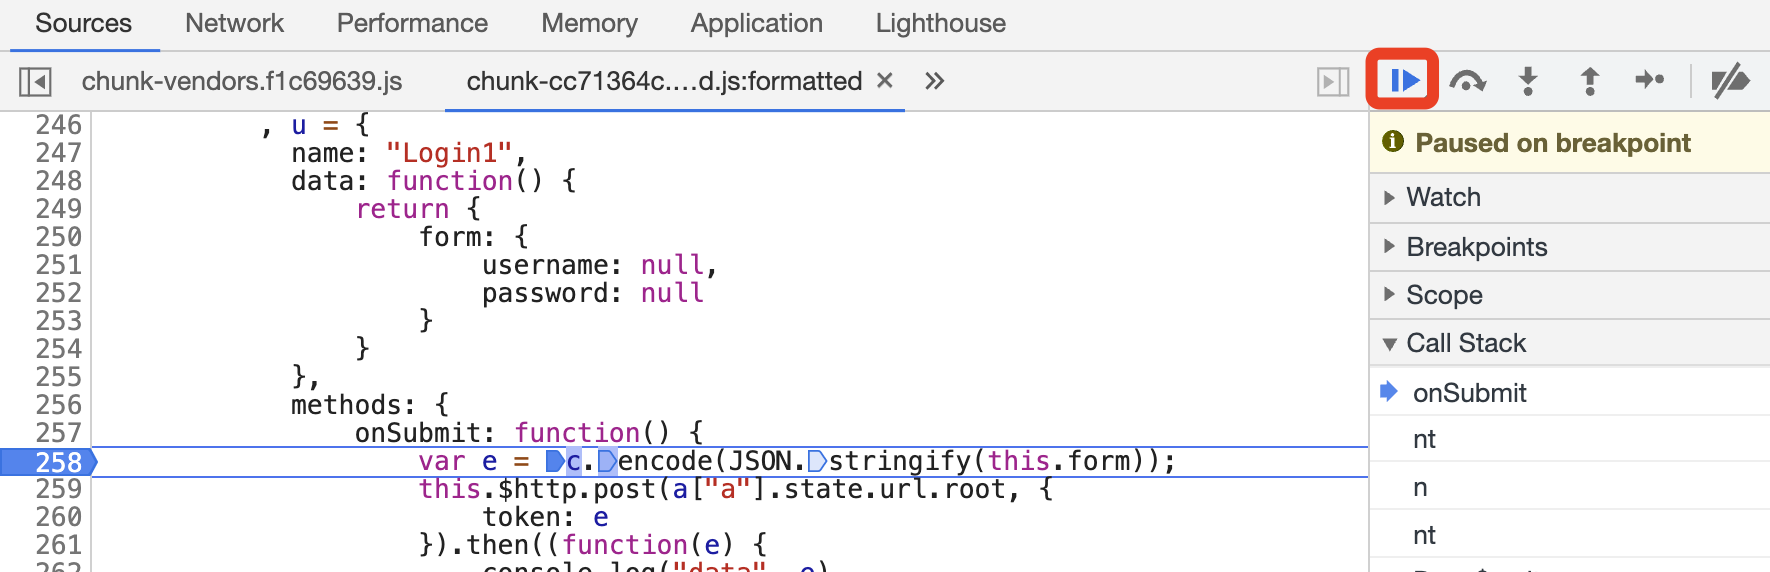 Sources Network Performance Memory Application Lighthouse
chunk-vendors.f1c69639.js chunk-cc71364c....d.js:formatted × »
246 , u = {
247 name: "Login1",
248 data: function() {
249 return {
250 form: {
251 username: null,
252 password: null
253 }
254 }
255 },
256 methods: {
257 onSubmit: function() {
258 var e = c.encode(JSON.stringify(this.form));
259 this.$http.post(a["a"].state.url.root, {
260 token: e
261 }).then((function(e) {
262 console.log("data", e)
Paused on breakpoint
Watch
Breakpoints
Scope
Call Stack
onSubmit
nt
n
nt